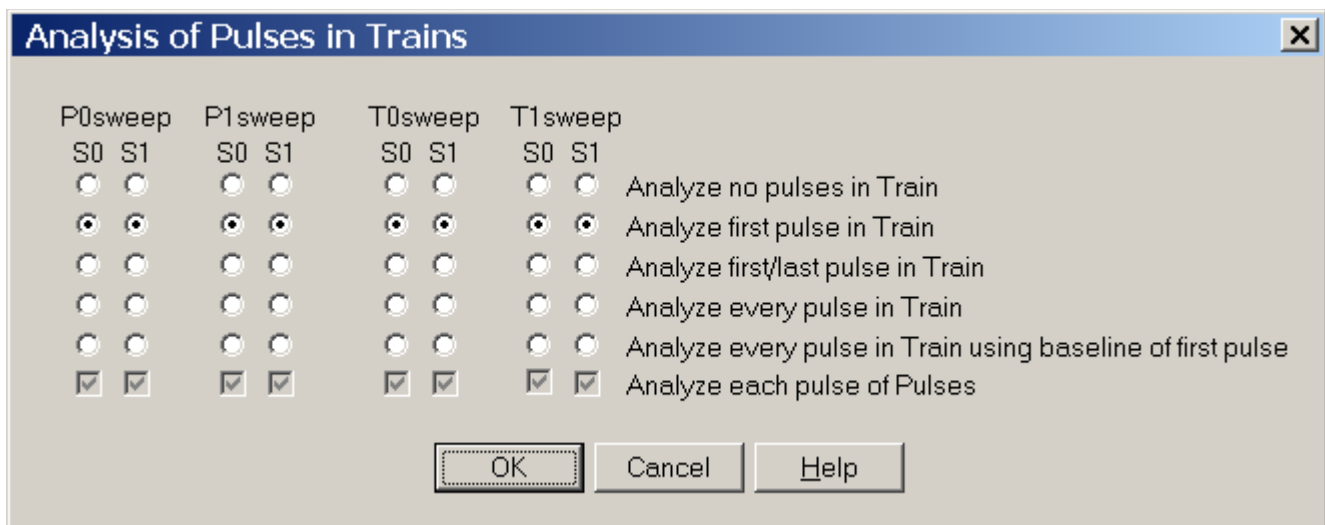 Analysis of Pulses in Trains
P0sweep P1sweep T0sweep T1sweep
S0 S1 S0 S1 S0 S1 S0 S1
Analyze no pulses in Train
Analyze first pulse in Train
Analyze first/last pulse in Train
Analyze every pulse in Train
Analyze every pulse in Train using baseline of first pulse
Analyze each pulse of Pulses
OK Cancel Help